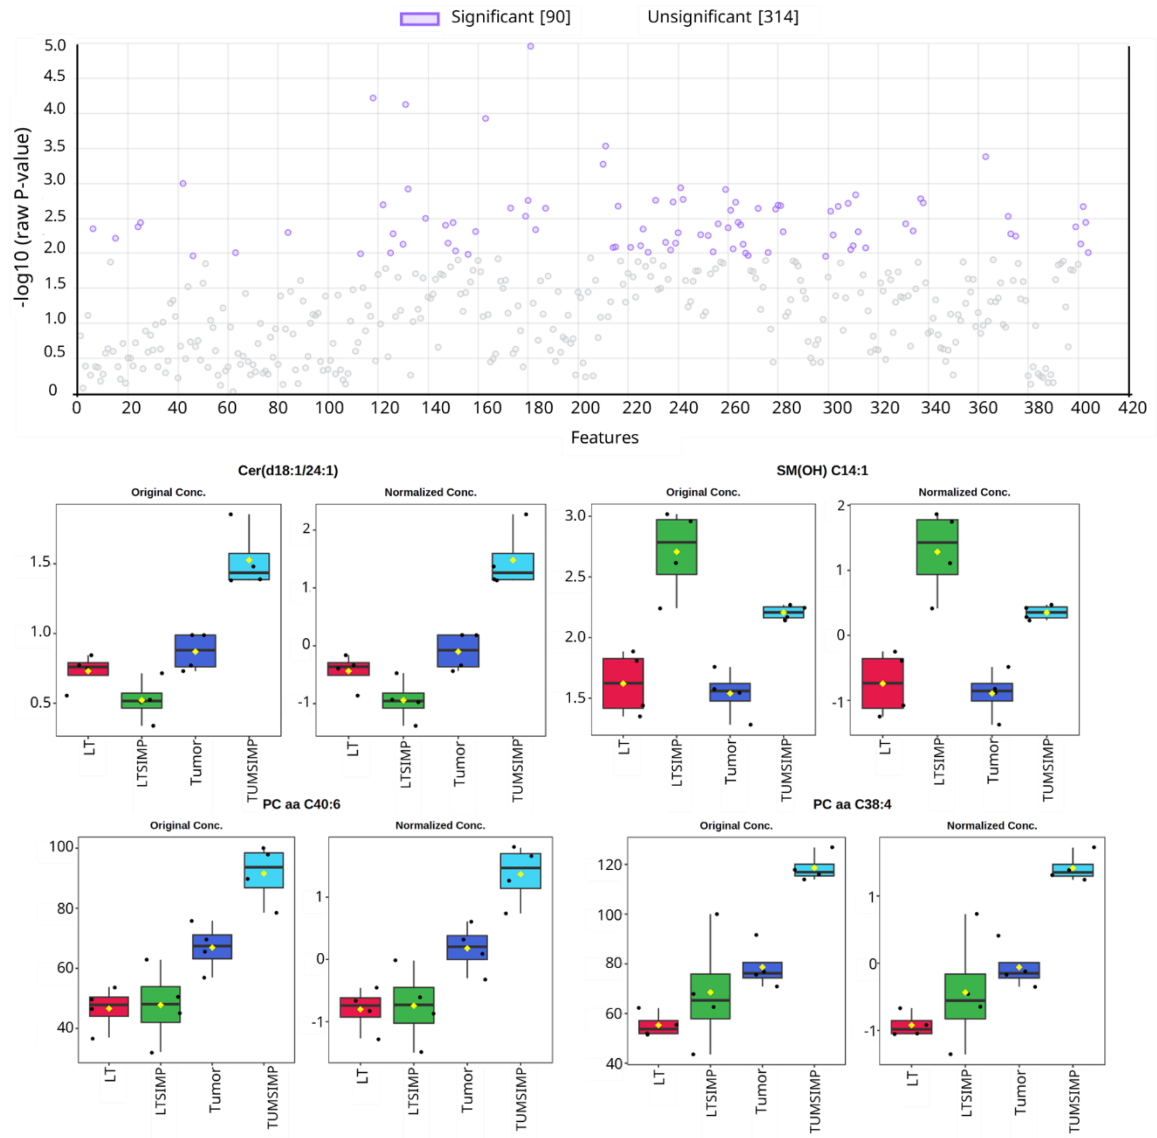 Significant [90] Unsignificant [314]
-log10 (raw P-value)
5.0
4.5
4.0
3.5
3.0
2.5
2.0
1.5
1.0
0.5
0
0 20 40 60 80 100 120 140 160 180 200 220 240 260 280 300 320 340 360 380 400 420
Features
Cer(d18:1/24:1)
Original Conc.
1.5
1.0
0.5
LT LTSIMP Tumor TUMSIMP
Normalized Conc.
2
1
0
-1
LT LTSIMP Tumor TUMSIMP
SM(OH) C14:1
Original Conc.
3.0
2.5
2.0
1.5
LT LTSIMP Tumor TUMSIMP
Normalized Conc.
2
1
0
-1
LT LTSIMP Tumor TUMSIMP
PC aa C40:6
Original Conc.
100
80
60
40
LT LTSIMP Tumor TUMSIMP
Normalized Conc.
1
0
-1
LT LTSIMP Tumor TUMSIMP
PC aa C38:4
Original Conc.
120
100
80
60
40
LT LTSIMP Tumor TUMSIMP
Normalized Conc.
1
0
-1
LT LTSIMP Tumor TUMSIMP